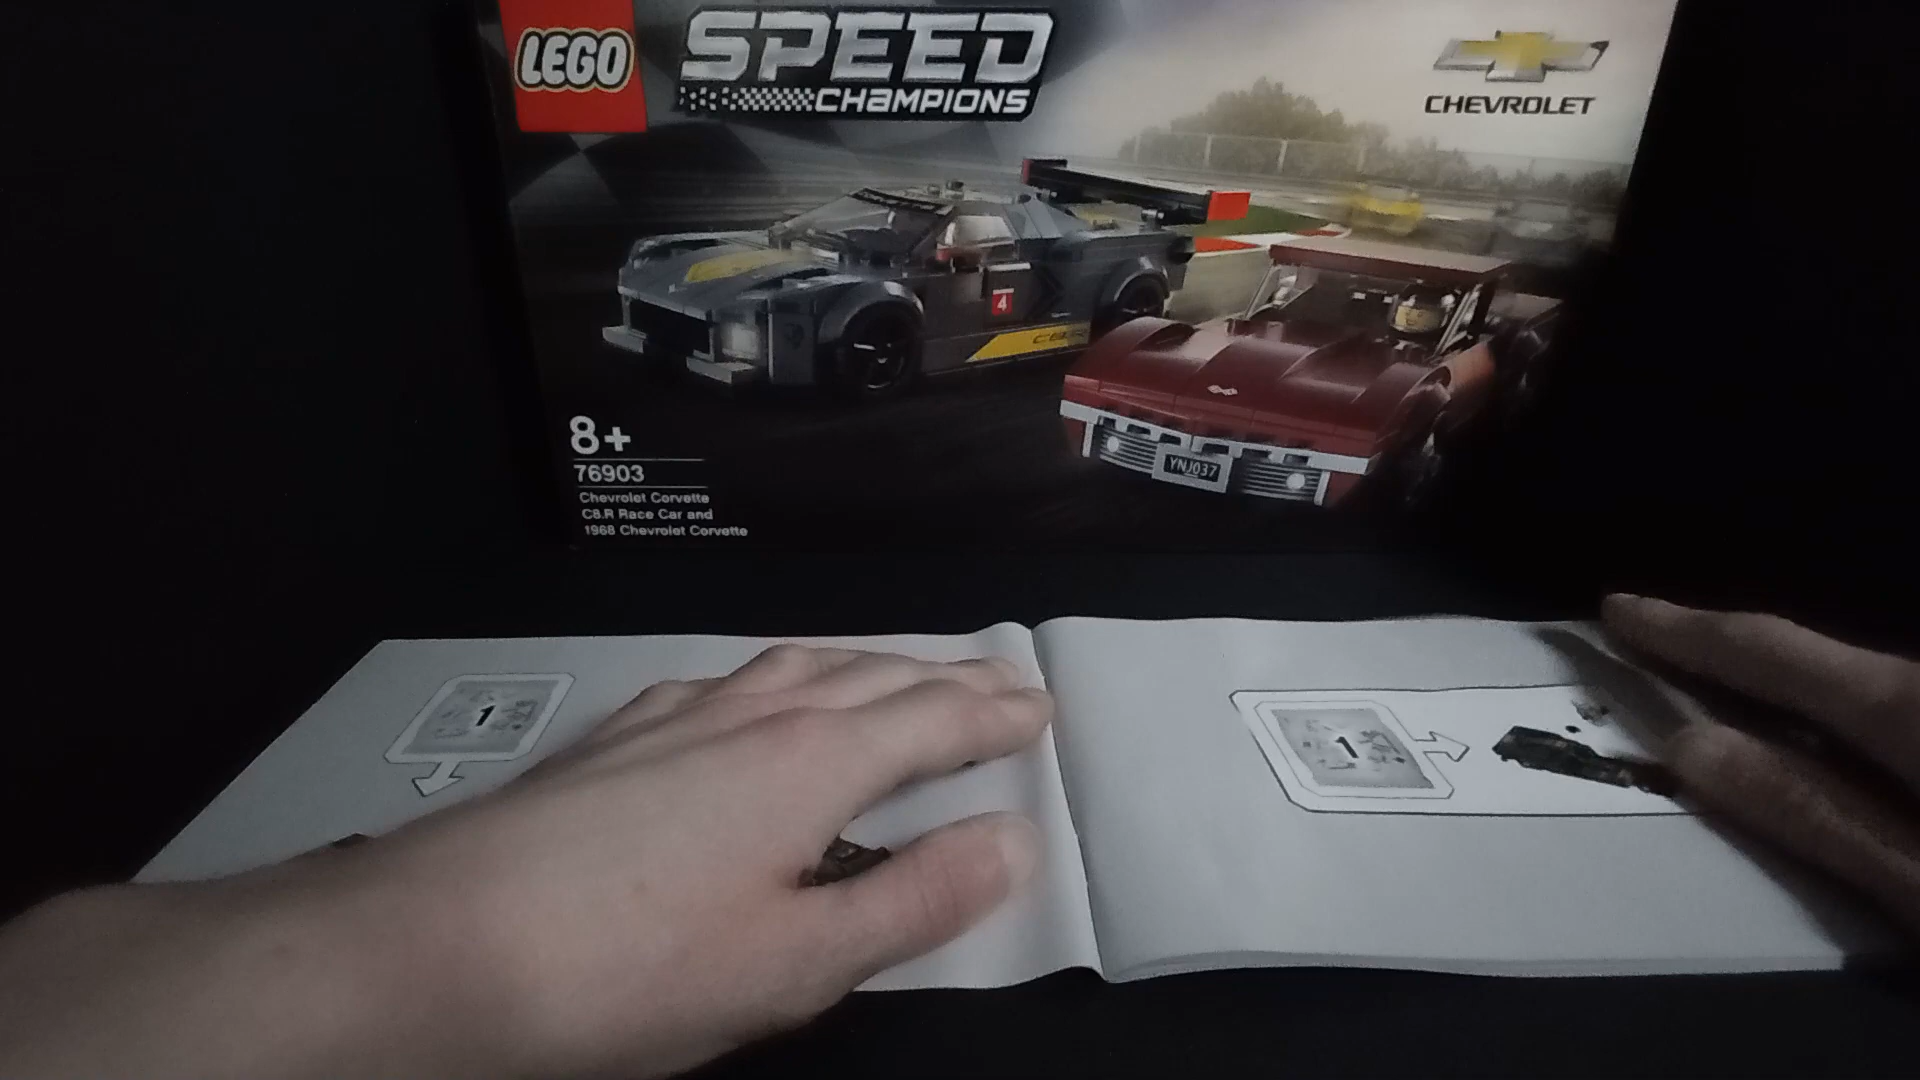 LEGO
SPEED
CHAMPIONS
CHEVROLET
4
C8.R
YNJ037
8+
76903
Chevrolet Corvette
C8.R Race Car and
1968 Chevrolet Corvette
1
1